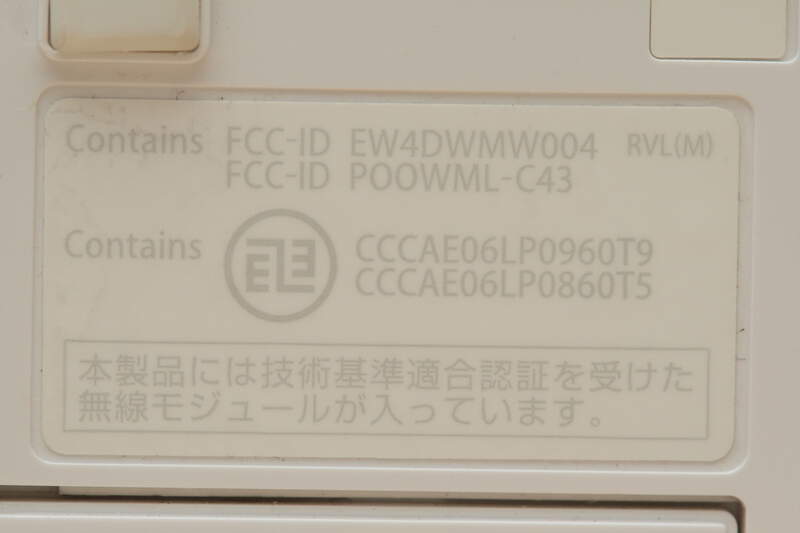 Contains FCC-ID EW4DWMW004 RVL(M)
FCC-ID POOWML-C43
Contains CCCAE06LP0960T9
CCCAE06LP0860T5
本製品には技術基準適合認証を受けた
無線モジュールが入っています。